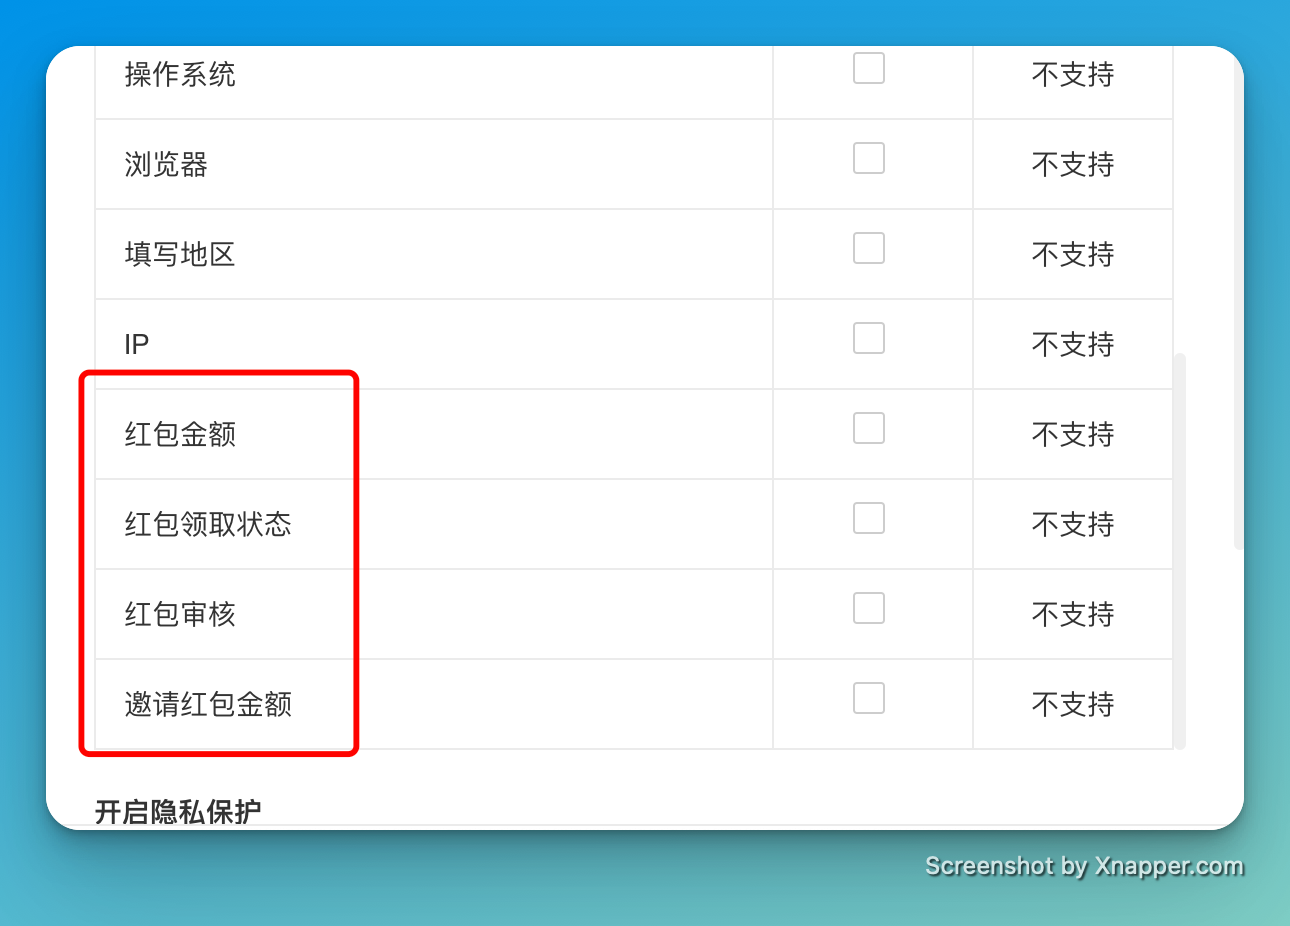 操作系统 不支持
浏览器 不支持
填写地区 不支持
IP 不支持
红包金额 不支持
红包领取状态 不支持
红包审核 不支持
邀请红包金额 不支持
开启隐私保护
Screenshot by Xnapper.com